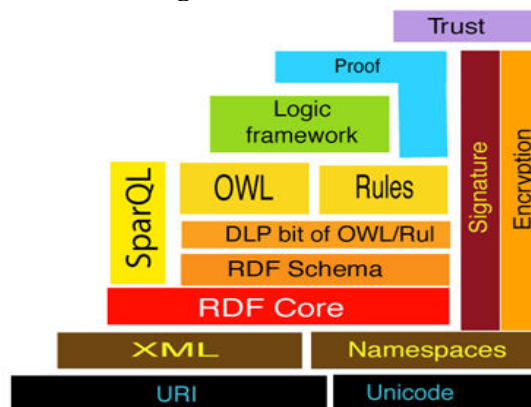 Trust
Proof
Logic
framework
SparQL
OWL
Rules
Signature
Encryption
DLP bit of OWL/Rul
RDF Schema
RDF Core
XML
Namespaces
URI
Unicode